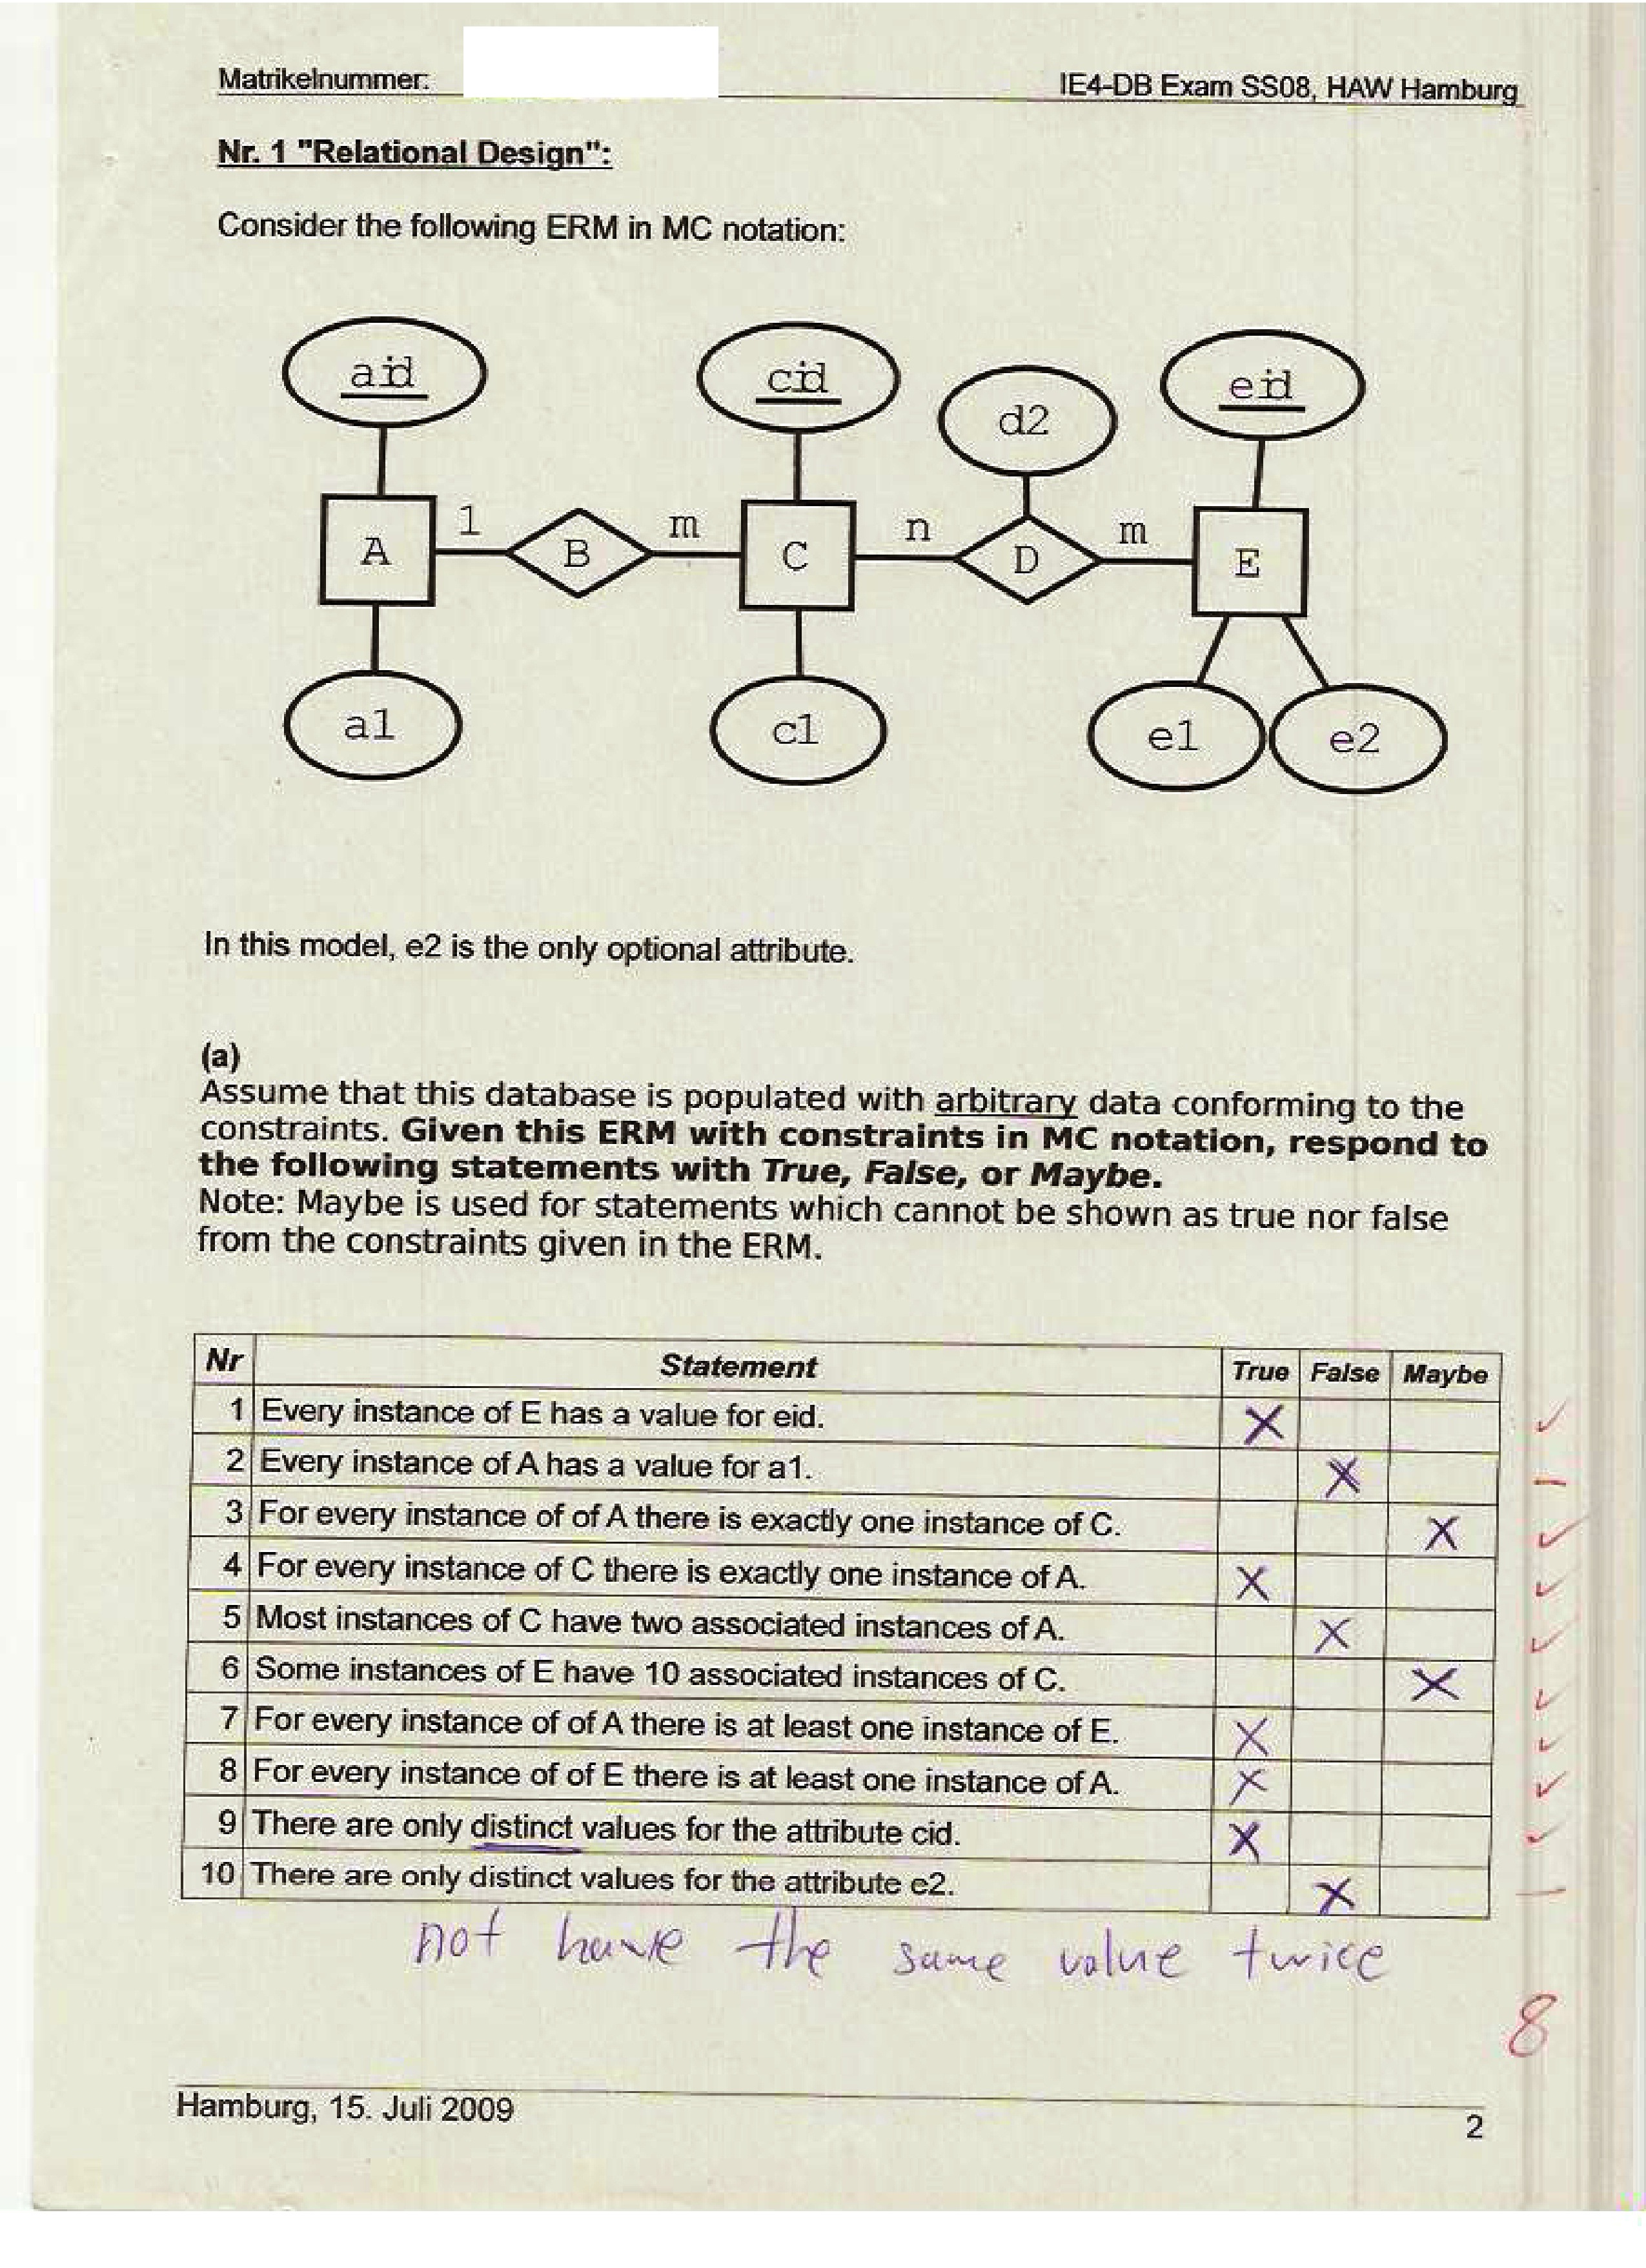 Matrikelnummer:
IE4-DB Exam SS08, HAW Hamburg
Nr. 1 "Relational Design":
Consider the following ERM in MC notation:
aid
cid
d2
eid
A
1
B
m
C
n
D
m
E
a1
c1
e1
e2
In this model, e2 is the only optional attribute.
(a)
Assume that this database is populated with arbitrary data conforming to the
constraints. Given this ERM with constraints in MC notation, respond to
the following statements with True, False, or Maybe.
Note: Maybe is used for statements which cannot be shown as true nor false
from the constraints given in the ERM.
Nr Statement True False Maybe
1 Every instance of E has a value for eid. X
2 Every instance of A has a value for a1. X
3 For every instance of of A there is exactly one instance of C. X
4 For every instance of C there is exactly one instance of A. X
5 Most instances of C have two associated instances of A. X
6 Some instances of E have 10 associated instances of C. X
7 For every instance of of A there is at least one instance of E. X
8 For every instance of of E there is at least one instance of A. X
9 There are only distinct values for the attribute cid. X
10 There are only distinct values for the attribute e2. X
not have the same value twice
8
Hamburg, 15. Juli 2009
2